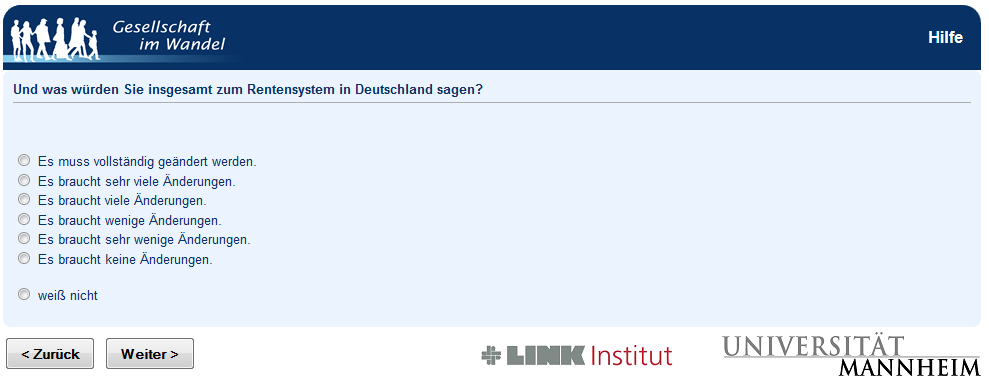 Gesellschaft
im Wandel
Hilfe
Und was würden Sie insgesamt zum Rentensystem in Deutschland sagen?
Es muss vollständig geändert werden.
Es braucht sehr viele Änderungen.
Es braucht viele Änderungen.
Es braucht wenige Änderungen.
Es braucht sehr wenige Änderungen.
Es braucht keine Änderungen.
weiß nicht
< Zurück
Weiter >
LINK Institut
UNIVERSITÄT
MANNHEIM